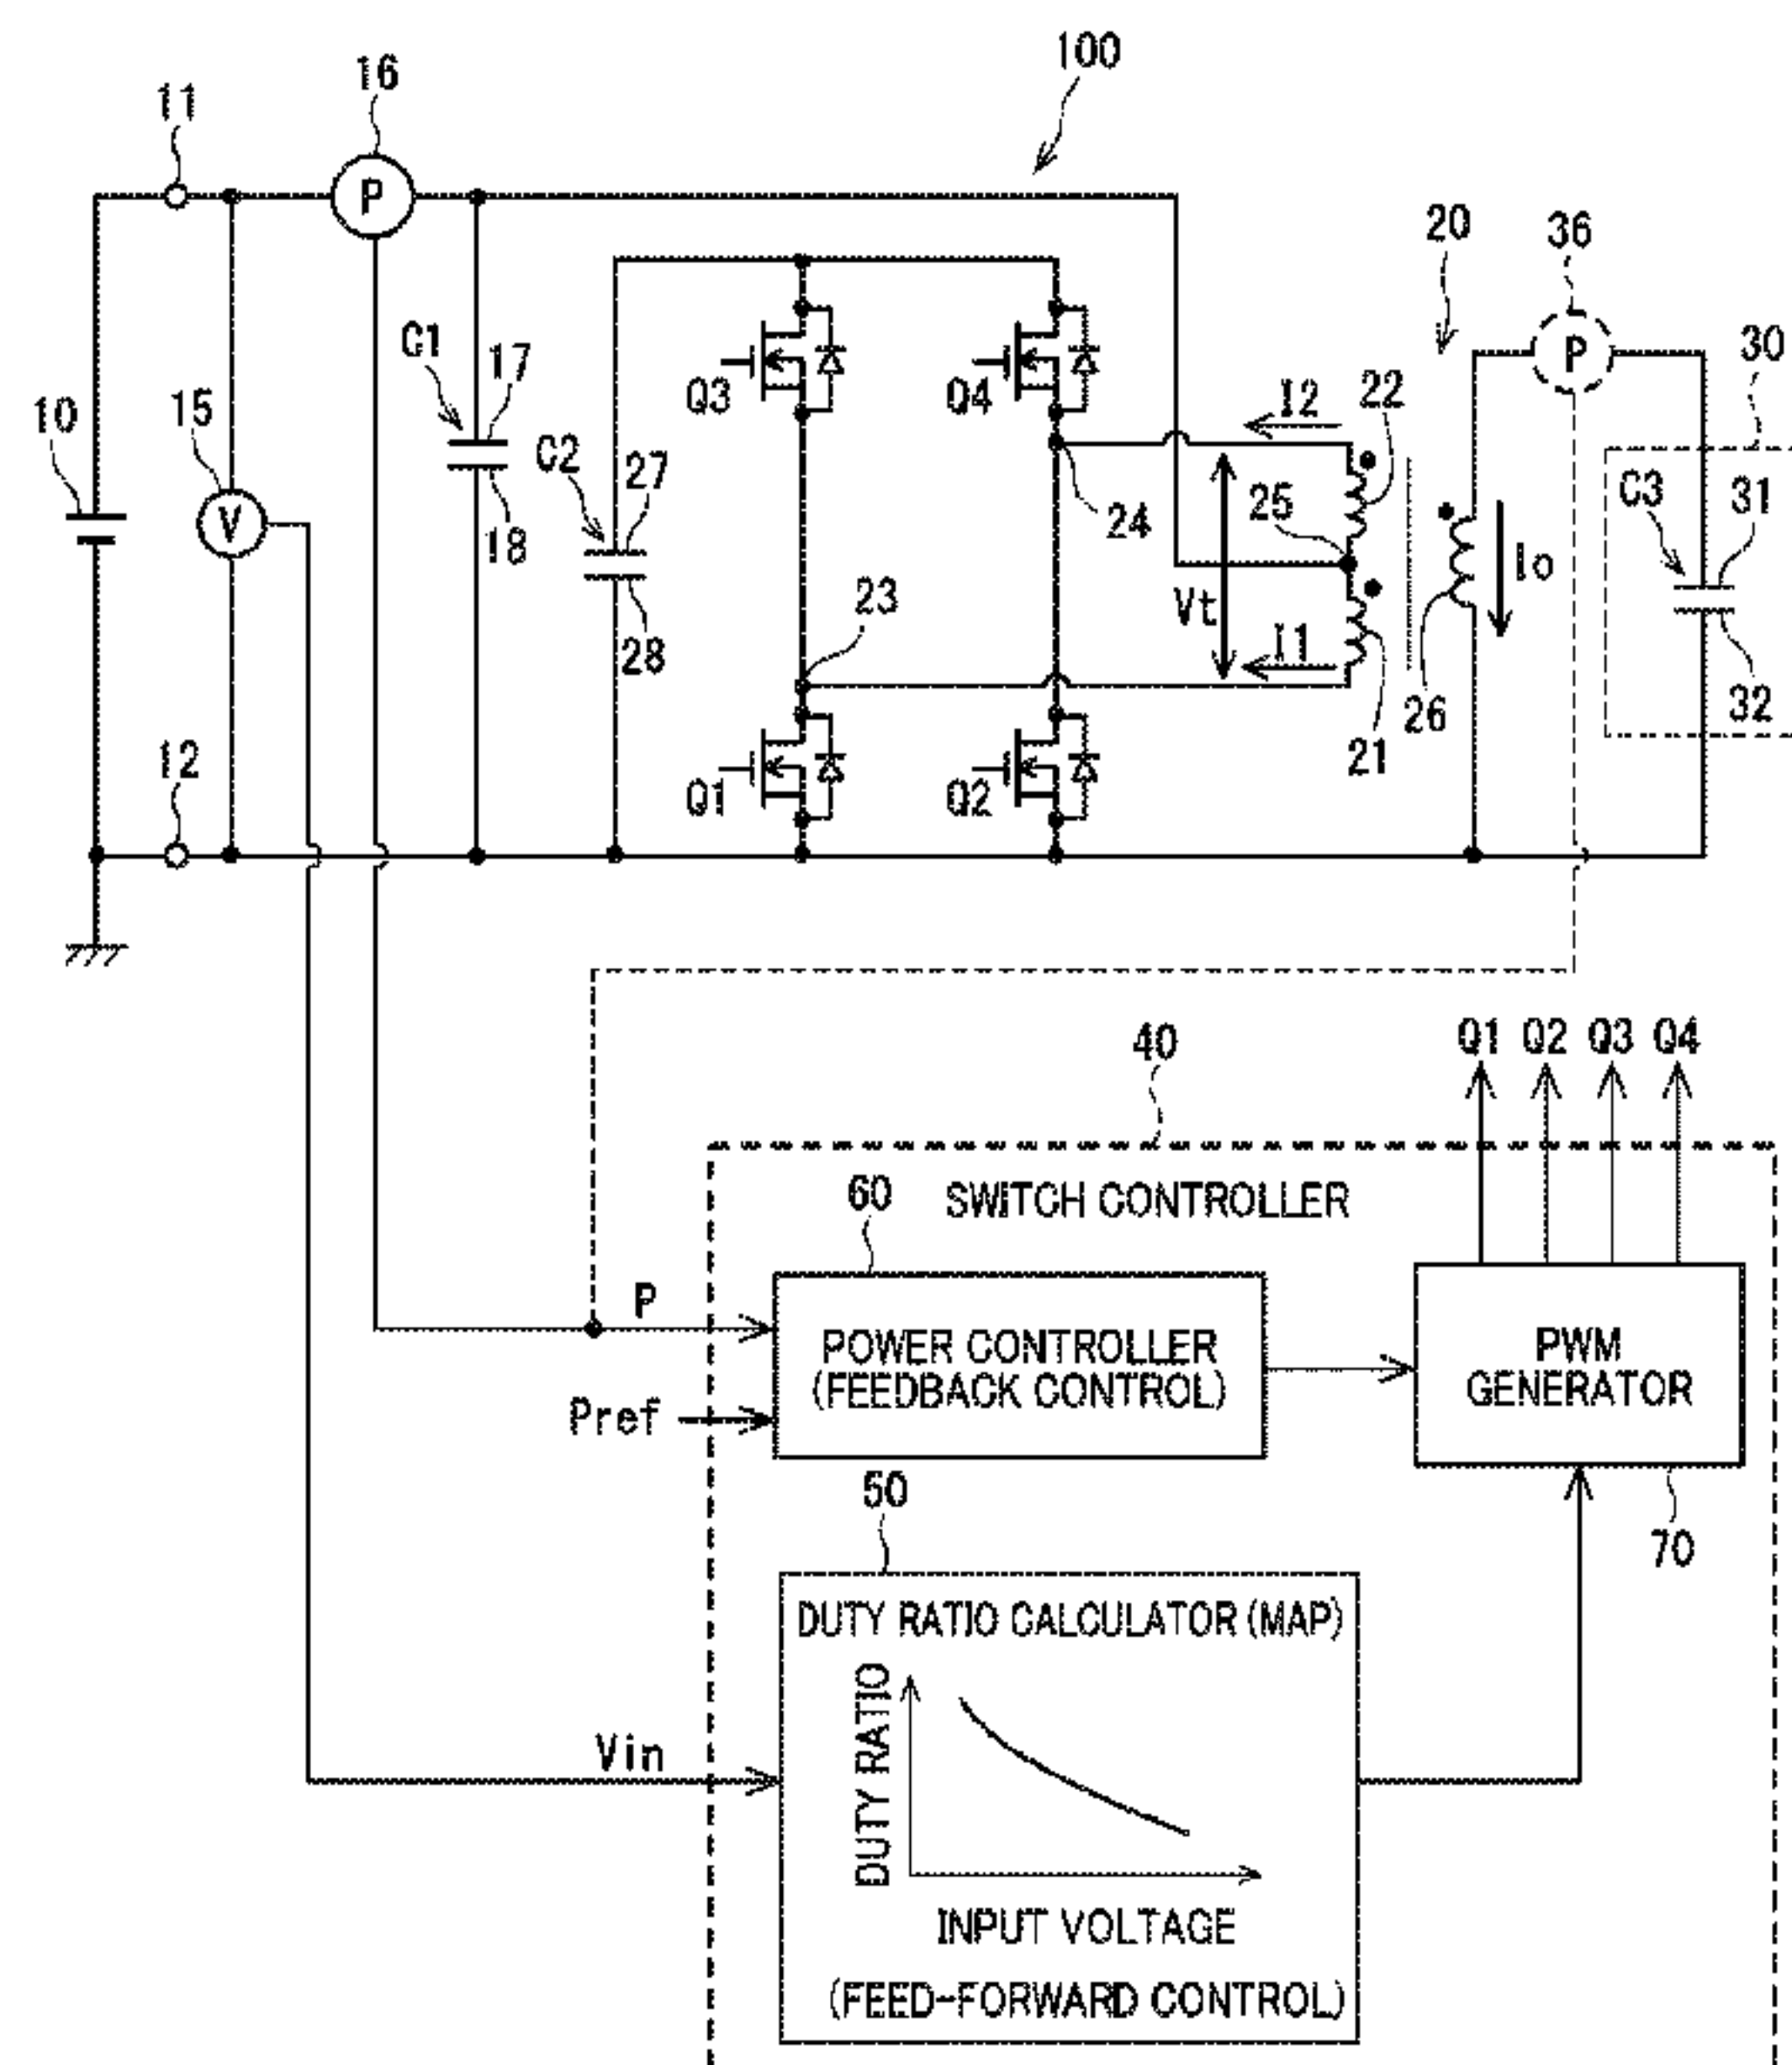 100
16
11
P
20
36
P
30
C1
17
Q3
Q4
I2
22
10
15
C2
27
C3
31
V
18
25
24
Io
23
Vt
28
I1
26
32
12
21
Q1
Q2
40
Q1 Q2 Q3 Q4
60
SWITCH CONTROLLER
P
POWER CONTROLLER
(FEEDBACK CONTROL)
PWM
GENERATOR
Pref
50
70
DUTY RATIO CALCULATOR (MAP)
DUTY RATIO
Vin
INPUT VOLTAGE
(FEED-FORWARD CONTROL)